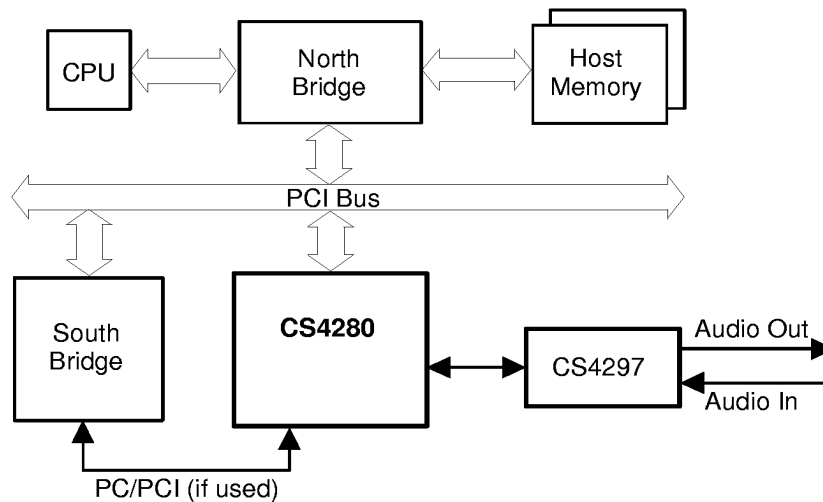 CPU
North
Bridge
Host
Memory
PCI Bus
South
Bridge
CS4280
CS4297
Audio Out
Audio In
PC/PCI (if used)